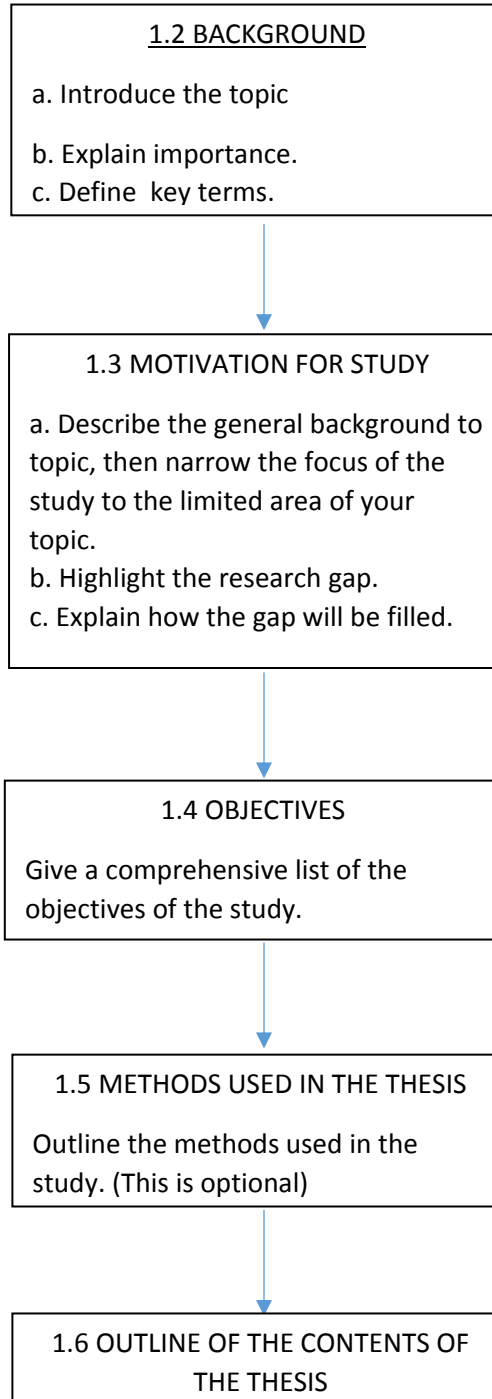 1.2 BACKGROUND
a. Introduce the topic
b. Explain importance.
c. Define  key terms.
1.3 MOTIVATION FOR STUDY
a. Describe the general background to
topic, then narrow the focus of the
study to the limited area of your
topic.
b. Highlight the research gap.
c. Explain how the gap will be filled.
1.4 OBJECTIVES
Give a comprehensive list of the
objectives of the study.
1.5 METHODS USED IN THE THESIS
Outline the methods used in the
study. (This is optional)
1.6 OUTLINE OF THE CONTENTS OF
THE THESIS